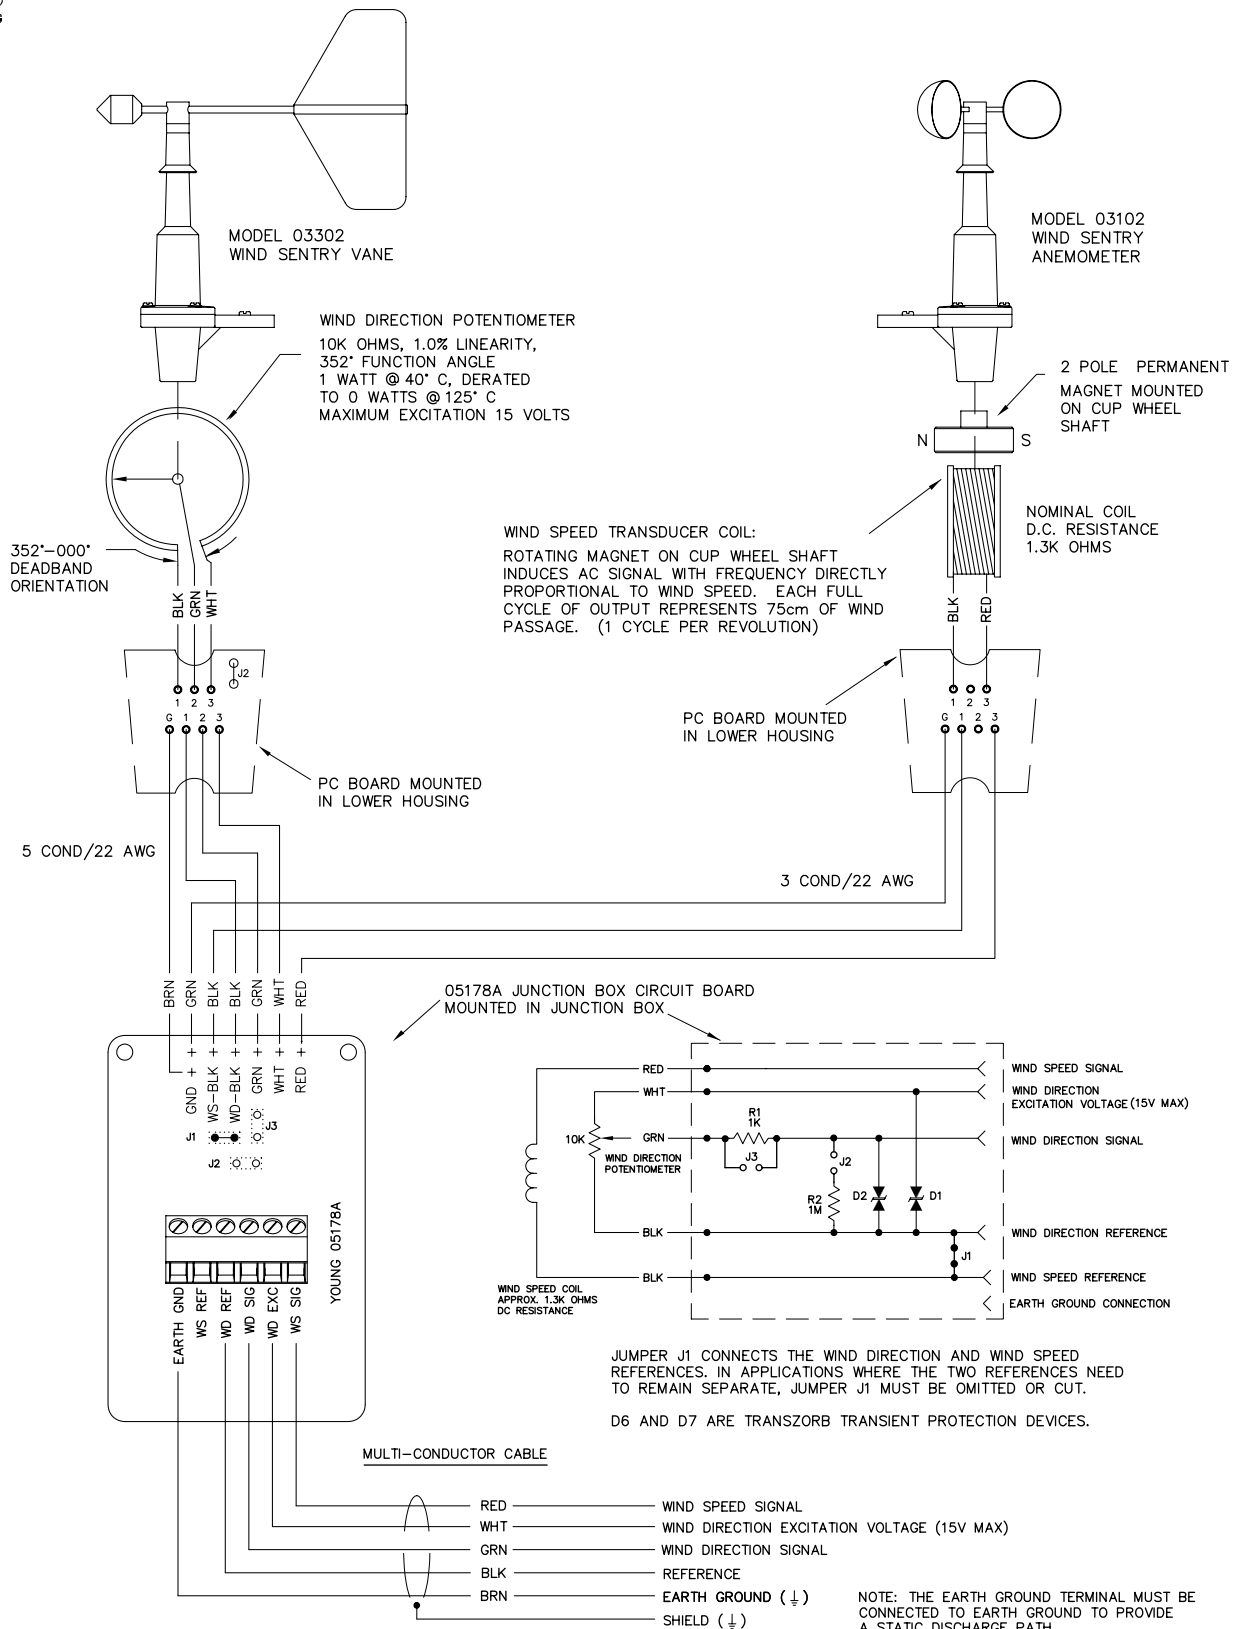 G
MODEL 03302
WIND SENTRY VANE
MODEL 03102
WIND SENTRY
ANEMOMETER
WIND DIRECTION POTENTIOMETER
10K OHMS, 1.0% LINEARITY,
352° FUNCTION ANGLE
1 WATT @ 40° C, DERATED
TO 0 WATTS @ 125° C
MAXIMUM EXCITATION 15 VOLTS
2 POLE PERMANENT
MAGNET MOUNTED
ON CUP WHEEL
SHAFT
N
S
352°-000°
DEADBAND
ORIENTATION
WIND SPEED TRANSDUCER COIL:
ROTATING MAGNET ON CUP WHEEL SHAFT
INDUCES AC SIGNAL WITH FREQUENCY DIRECTLY
PROPORTIONAL TO WIND SPEED. EACH FULL
CYCLE OF OUTPUT REPRESENTS 75cm OF WIND
PASSAGE. (1 CYCLE PER REVOLUTION)
NOMINAL COIL
D.C. RESISTANCE
1.3K OHMS
BLK
GRN
WHT
BLK
RED
J2
1 2 3
G 1 2 3
1 2 3
G 1 2 3
PC BOARD MOUNTED
IN LOWER HOUSING
PC BOARD MOUNTED
IN LOWER HOUSING
5 COND/22 AWG
3 COND/22 AWG
BRN
GRN
BLK
BLK
GRN
WHT
RED
05178A JUNCTION BOX CIRCUIT BOARD
MOUNTED IN JUNCTION BOX
GND + +
WS-BLK +
WD-BLK +
GRN +
WHT +
RED +
J1
J3
J2
YOUNG 05178A
EARTH GND
WS REF
WD REF
WD SIG
WD EXC
WS SIG
RED
WIND SPEED SIGNAL
WHT
WIND DIRECTION
EXCITATION VOLTAGE (15V MAX)
R1
1K
10K
GRN
WIND DIRECTION SIGNAL
WIND DIRECTION
POTENTIOMETER
J3
J2
R2
1M
D2
D1
BLK
WIND DIRECTION REFERENCE
J1
BLK
WIND SPEED REFERENCE
WIND SPEED COIL
APPROX. 1.3K OHMS
DC RESISTANCE
EARTH GROUND CONNECTION
JUMPER J1 CONNECTS THE WIND DIRECTION AND WIND SPEED
REFERENCES. IN APPLICATIONS WHERE THE TWO REFERENCES NEED
TO REMAIN SEPARATE, JUMPER J1 MUST BE OMITTED OR CUT.
D6 AND D7 ARE TRANSZORB TRANSIENT PROTECTION DEVICES.
MULTI-CONDUCTOR CABLE
RED WIND SPEED SIGNAL
WHT WIND DIRECTION EXCITATION VOLTAGE (15V MAX)
GRN WIND DIRECTION SIGNAL
BLK REFERENCE
BRN EARTH GROUND (⏚)
SHIELD (⏚)
NOTE: THE EARTH GROUND TERMINAL MUST BE
CONNECTED TO EARTH GROUND TO PROVIDE
A STATIC DISCHARGE PATH